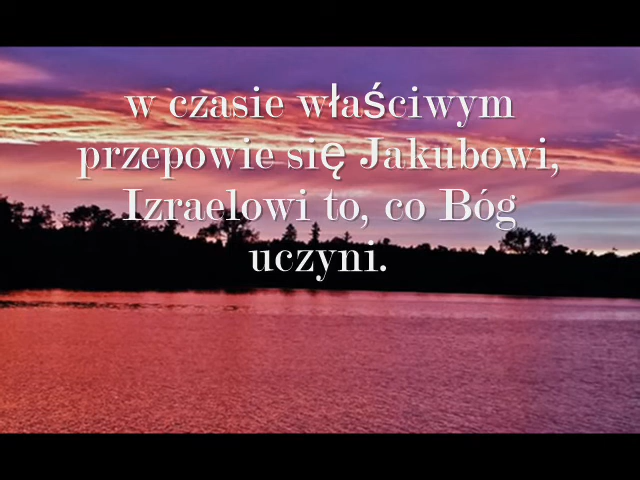 w czasie właściwym
przepowie się Jakubowi,
Izraelowi to, co Bóg
uczyni.